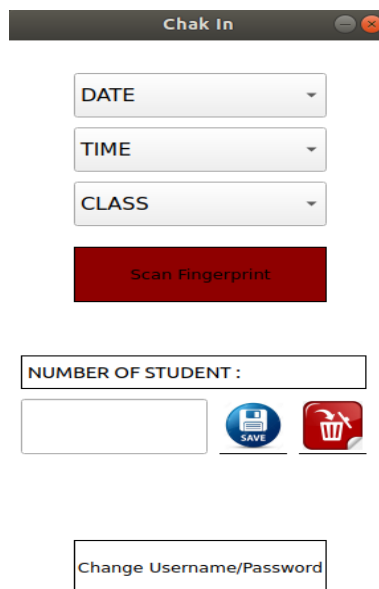 Chak In
DATE
TIME
CLASS
Scan Fingerprint
NUMBER OF STUDENT :
SAVE
Change Username/Password